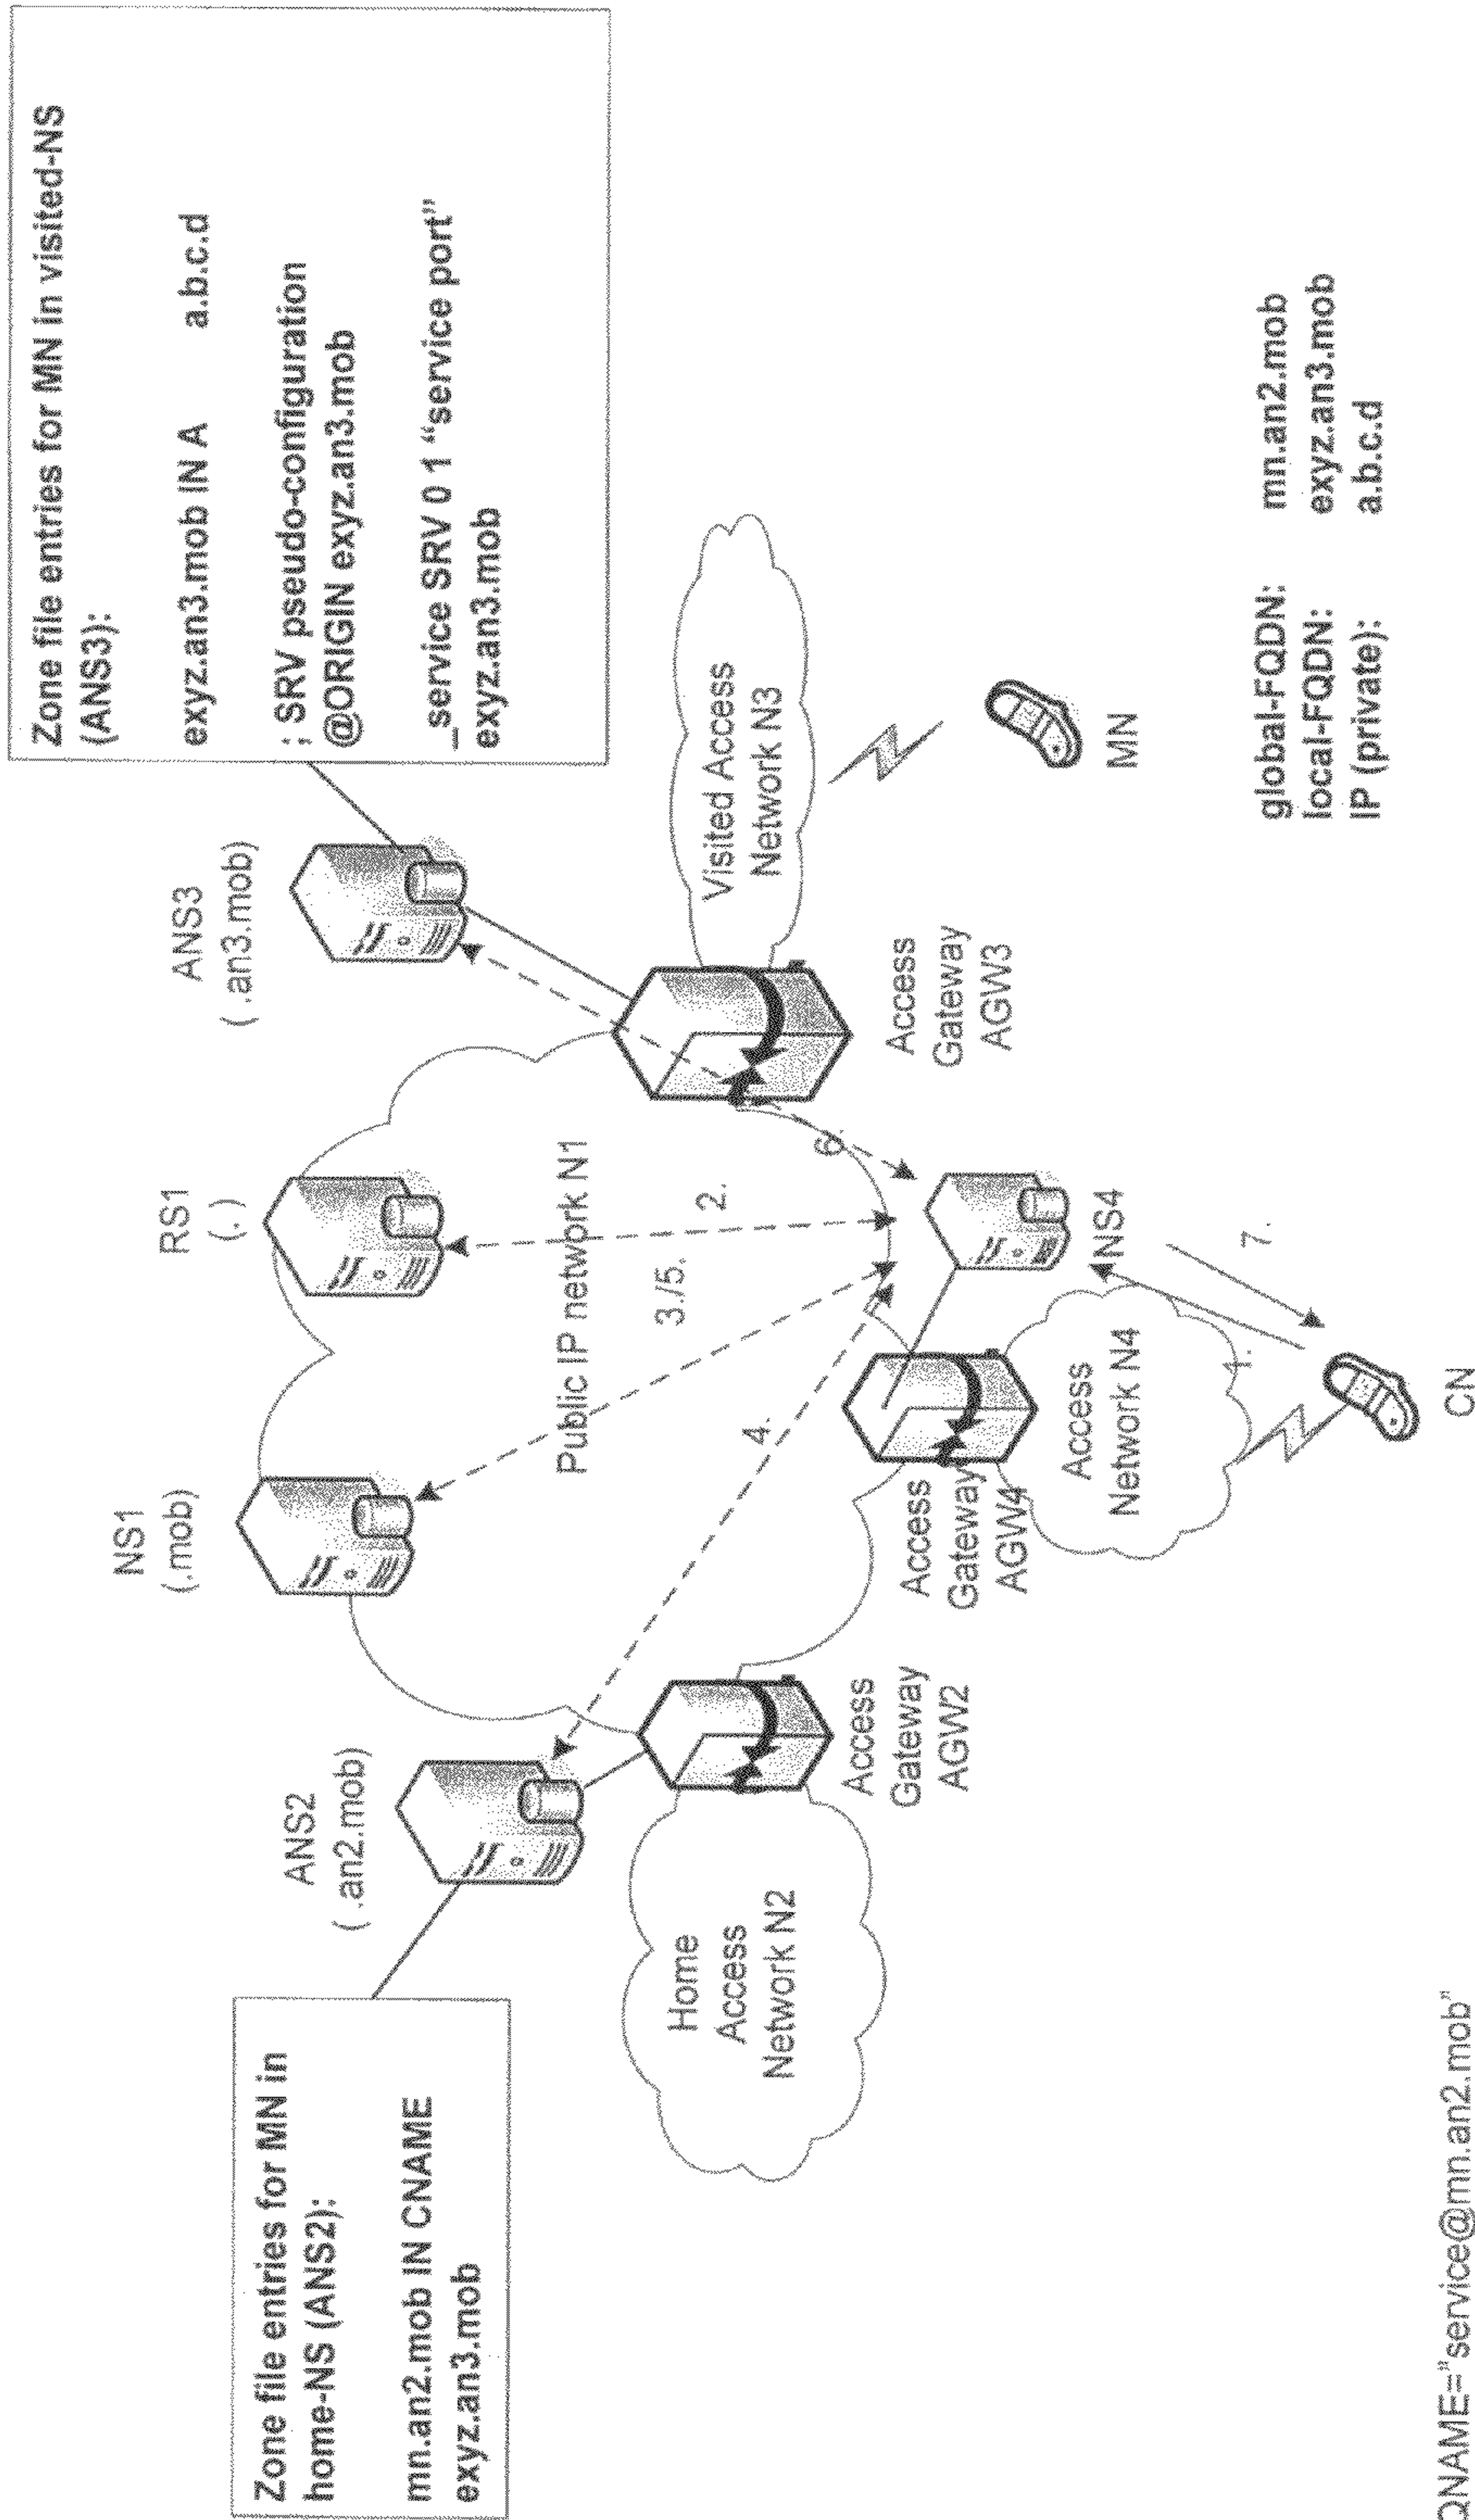 Zone file entries for MN in
home-NS (ANS2):
mn.an2.mob IN CNAME
exyz.an3.mob
ANS2
( .an2.mob)
NS1
(.mob)
RS1
(. )
ANS3
( .an3.mob)
Zone file entries for MN in visited-NS
(ANS3):
exyz.an3.mob IN A a.b.c.d
; SRV pseudo-configuration
@ORIGIN exyz.an3.mob
_service SRV 0 1 “service port”
exyz.an3.mob
Public IP network N1
3./5.
2.
4.
6.
Home
Access
Network N2
Access
Gateway
AGW2
Access
Gateway
AGW4
Access
Network N4
NS4
1.
7.
CN
Access
Gateway
AGW3
Visited Access
Network N3
MN
global-FQDN: mn.an2.mob
local-FQDN: exyz.an3.mob
IP (private): a.b.c.d
QNAME=”service@mn.an2.mob”